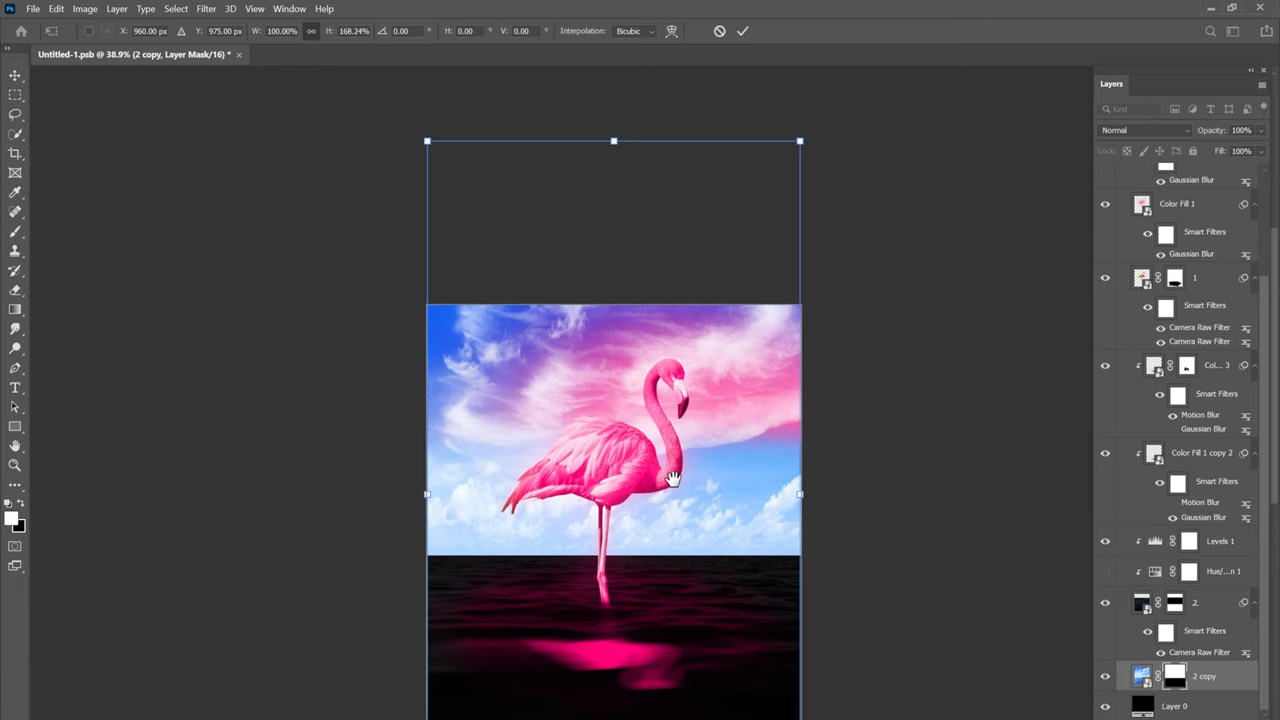 Ps File Edit Image Layer Type Select Filter 3D View Window Help
X: 960.00 px Y: 975.00 px W: 100.00% H: 168.24% 0.00 ° H: 0.00 ° V: 0.00 ° Interpolation: Bicubic
Untitled-1.psb @ 38.9% (2 copy, Layer Mask/16) * ×
Layers
Kind
Normal Opacity: 100%
Lock: Fill: 100%
Gaussian Blur
Color Fill 1
Smart Filters
Gaussian Blur
1
Smart Filters
Camera Raw Filter
Camera Raw Filter
Col... 3
Smart Filters
Motion Blur
Gaussian Blur
Color Fill 1 copy 2
Smart Filters
Motion Blur
Gaussian Blur
Levels 1
Hue/...n 1
2.
Smart Filters
Camera Raw Filter
2 copy
Layer 0